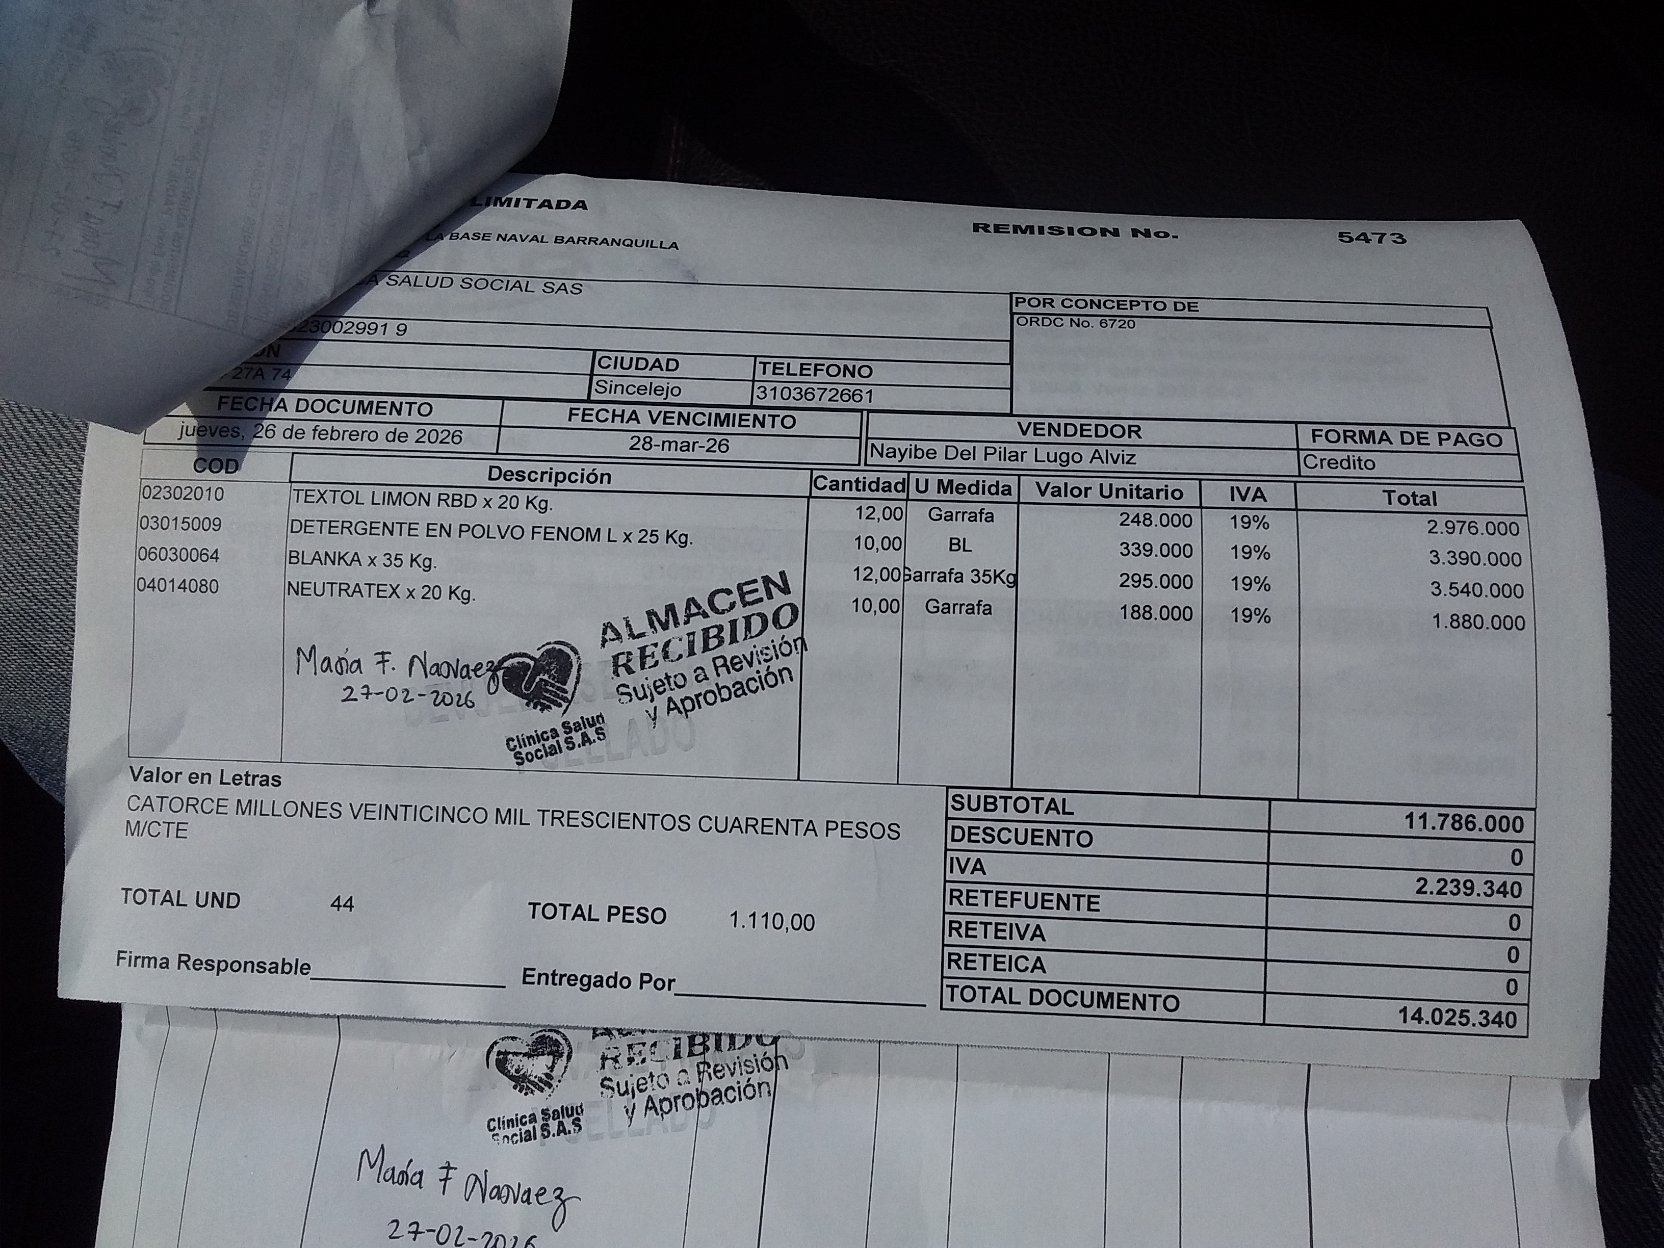 LIMITADA
REMISION No. 5473
LA BASE NAVAL BARRANQUILLA
SALUD SOCIAL SAS
POR CONCEPTO DE
ORDC No. 6720
23002991 9
CIUDAD TELEFONO
27A 74 Sincelejo 3103672661
FECHA DOCUMENTO FECHA VENCIMIENTO VENDEDOR FORMA DE PAGO
jueves, 26 de febrero de 2026 28-mar-26 Nayibe Del Pilar Lugo Alviz Credito
COD Descripción Cantidad U Medida Valor Unitario IVA Total
02302010 TEXTOL LIMON RBD x 20 Kg. 12,00 Garrafa 248.000 19% 2.976.000
03015009 DETERGENTE EN POLVO FENOM L x 25 Kg. 10,00 BL 339.000 19% 3.390.000
06030064 BLANKA x 35 Kg. 12,00 Garrafa 35Kg 295.000 19% 3.540.000
04014080 NEUTRATEX x 20 Kg. 10,00 Garrafa 188.000 19% 1.880.000
María F. Narvaez
27-02-2026
ALMACEN
RECIBIDO
Sujeto a Revisión
y Aprobación
Clínica Salud
Social S.A.S
Valor en Letras
CATORCE MILLONES VEINTICINCO MIL TRESCIENTOS CUARENTA PESOS
M/CTE
SUBTOTAL 11.786.000
DESCUENTO 0
IVA 2.239.340
RETEFUENTE 0
RETEIVA 0
RETEICA 0
TOTAL DOCUMENTO 14.025.340
TOTAL UND 44 TOTAL PESO 1.110,00
Firma Responsable Entregado Por
RECIBIDO
Sujeto a Revisión
y Aprobación
Clínica Salud
Social S.A.S
María F Narvaez
27-02-2026